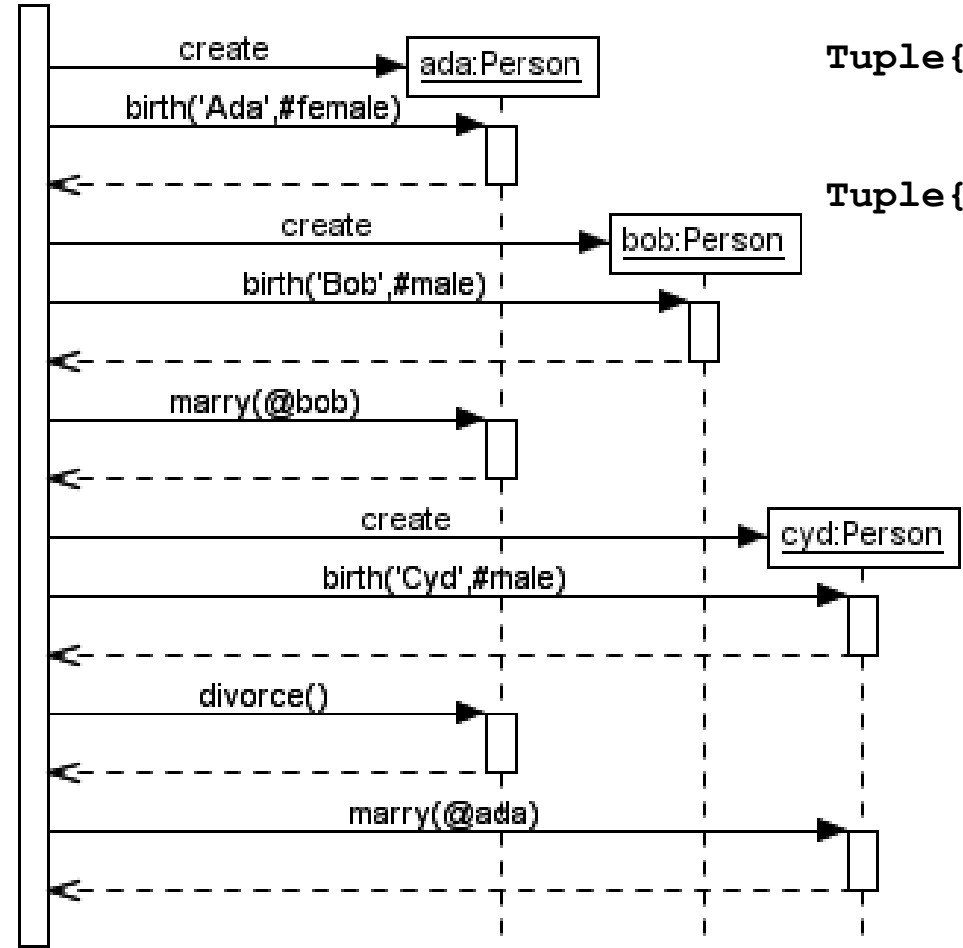 create
ada:Person
Tuple{
birth('Ada',#female)
Tuple{
create
bob:Person
birth('Bob',#male)
marry(@bob)
create
cyd:Person
birth('Cyd',#male)
divorce()
marry(@ada)